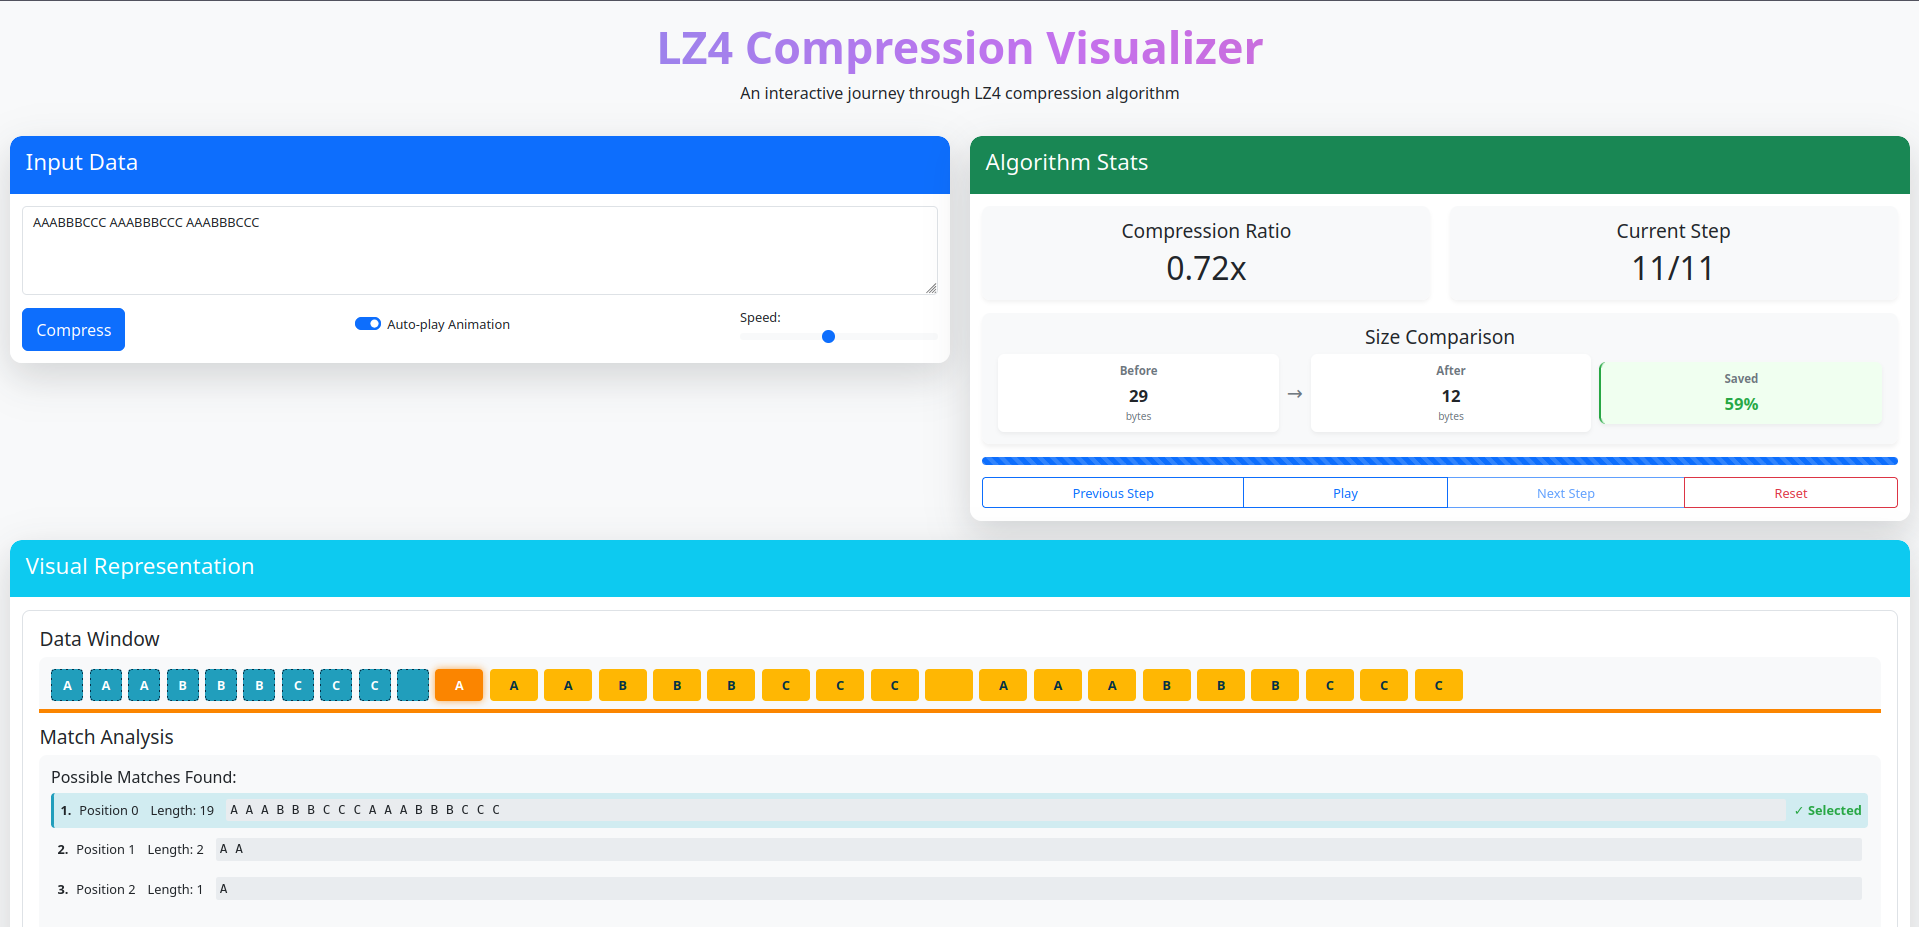 LZ4 Compression Visualizer
An interactive journey through LZ4 compression algorithm
Input Data
AAABBBCCC AAABBBCCC AAABBBCCC
Compress
Auto-play Animation
Speed:
Algorithm Stats
Compression Ratio
0.72x
Current Step
11/11
Size Comparison
Before
29
bytes
→
After
12
bytes
Saved
59%
Previous Step
Play
Next Step
Reset
Visual Representation
Data Window
A A A B B B C C C A A A B B B C C C A A A B B B C C C
Match Analysis
Possible Matches Found:
1. Position 0 Length: 19 A A A B B B C C C A A A B B B C C C ✓ Selected
2. Position 1 Length: 2 A A
3. Position 2 Length: 1 A